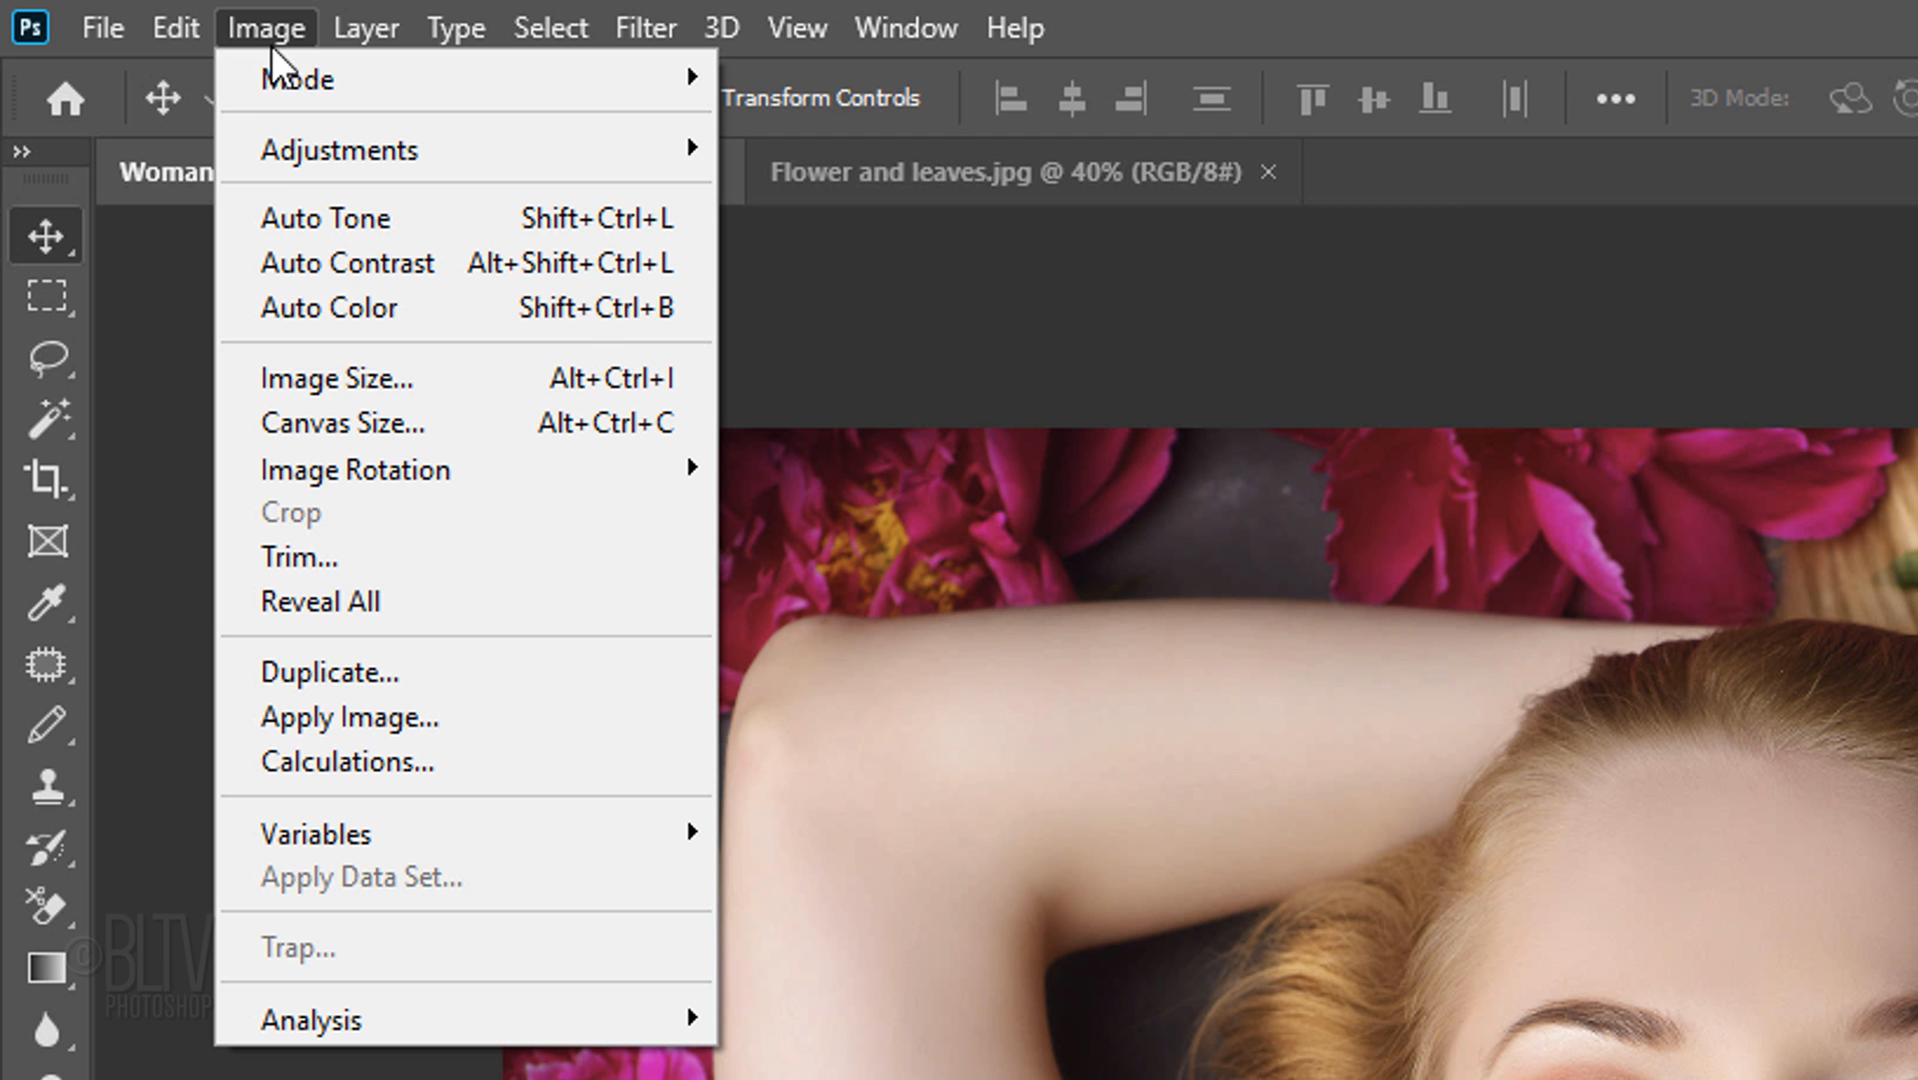 Ps File Edit Image Layer Type Select Filter 3D View Window Help
Mode
Transform Controls
3D Mode:
Woman
Flower and leaves.jpg @ 40% (RGB/8#) ×
Adjustments
Auto Tone Shift+Ctrl+L
Auto Contrast Alt+Shift+Ctrl+L
Auto Color Shift+Ctrl+B
Image Size... Alt+Ctrl+I
Canvas Size... Alt+Ctrl+C
Image Rotation
Crop
Trim...
Reveal All
Duplicate...
Apply Image...
Calculations...
Variables
Apply Data Set...
Trap...
Analysis
© BLTV
PHOTOSHOP